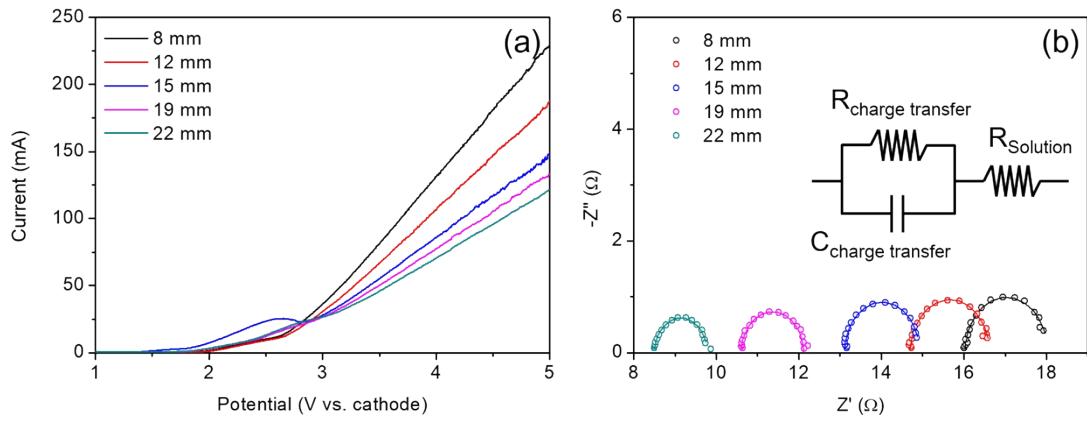 (a)
250
200
150
100
50
0
Current (mA)
8 mm
12 mm
15 mm
19 mm
22 mm
1
2
3
4
5
Potential (V vs. cathode)
(b)
6
4
2
0
-Z'' (Ω)
8 mm
12 mm
15 mm
19 mm
22 mm
Rcharge transfer
RSolution
Ccharge transfer
8
10
12
14
16
18
Z' (Ω)